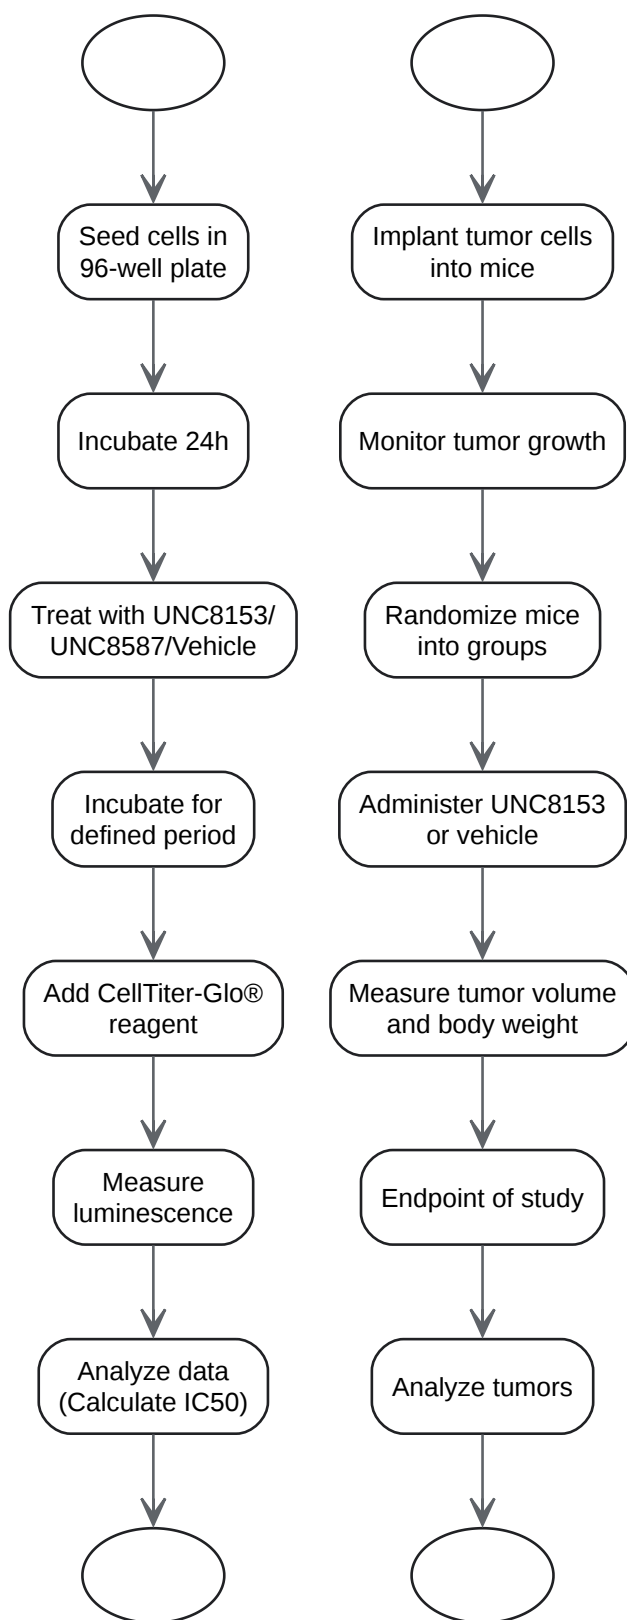 Seed cells in
96-well plate
Incubate 24h
Treat with UNC8153/
UNC8587/Vehicle
Incubate for
defined period
Add CellTiter-Glo®
reagent
Measure
luminescence
Analyze data
(Calculate IC50)
Implant tumor cells
into mice
Monitor tumor growth
Randomize mice
into groups
Administer UNC8153
or vehicle
Measure tumor volume
and body weight
Endpoint of study
Analyze tumors